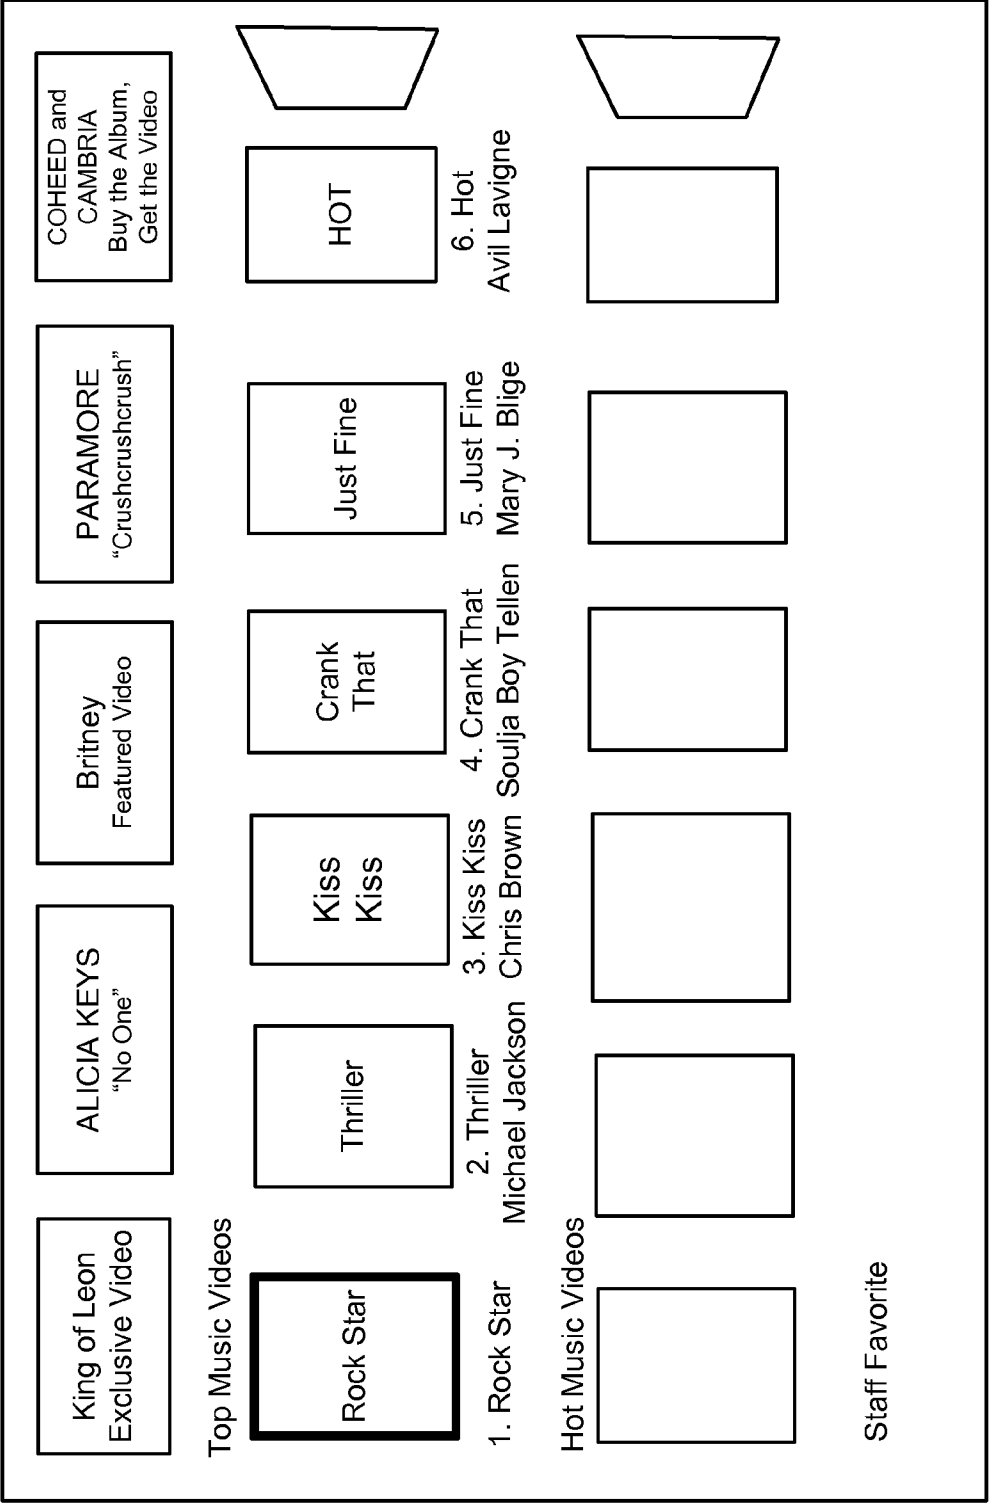 King of Leon
Exclusive Video
ALICIA KEYS
“No One”
Britney
Featured Video
PARAMORE
“Crushcrushcrush”
COHEED and
CAMBRIA
Buy the Album,
Get the Video
Top Music Videos
Rock Star
Thriller
Kiss
Kiss
Crank
That
Just Fine
HOT
1. Rock Star
2. Thriller
Michael Jackson
3. Kiss Kiss
Chris Brown
4. Crank That
Soulja Boy Tellen
5. Just Fine
Mary J. Blige
6. Hot
Avil Lavigne
Hot Music Videos
Staff Favorite